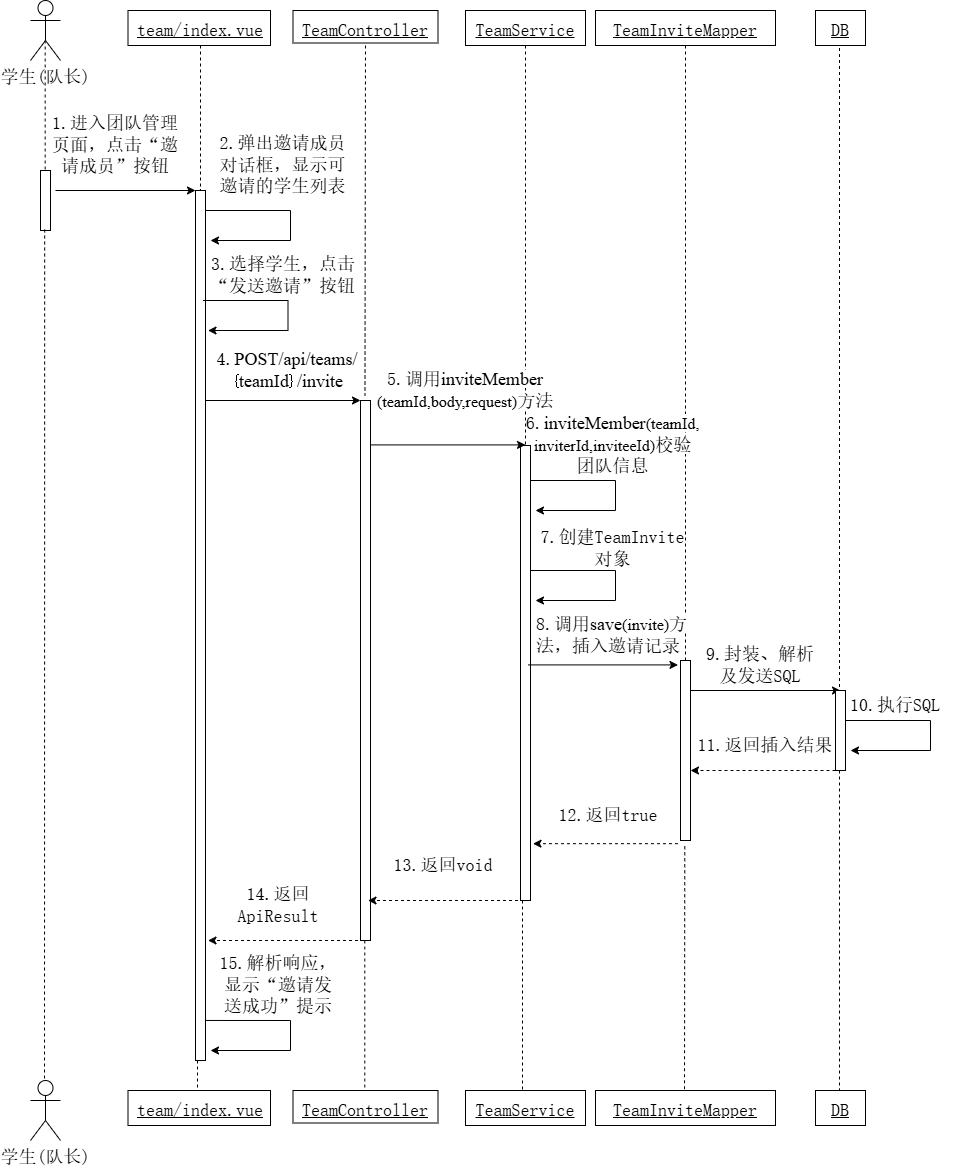 team/index.vue
TeamController
TeamService
TeamInviteMapper
DB
学生(队长)
1.进入团队管理
页面，点击“邀
请成员”按钮
2.弹出邀请成员
对话框，显示可
邀请的学生列表
3.选择学生，点击
“发送邀请”按钮
4. POST/api/teams/
{teamId}/invite
5. 调用inviteMember
(teamId,body,request)方法
6. inviteMember(teamId,
inviterId,inviteeId)校验
团队信息
7.创建TeamInvite
对象
8.调用save(invite)方
法，插入邀请记录
9.封装、解析
及发送SQL
10.执行SQL
11.返回插入结果
12.返回true
13.返回void
14.返回
ApiResult
15.解析响应，
显示“邀请发
送成功”提示
team/index.vue
TeamController
TeamService
TeamInviteMapper
DB
学生(队长)